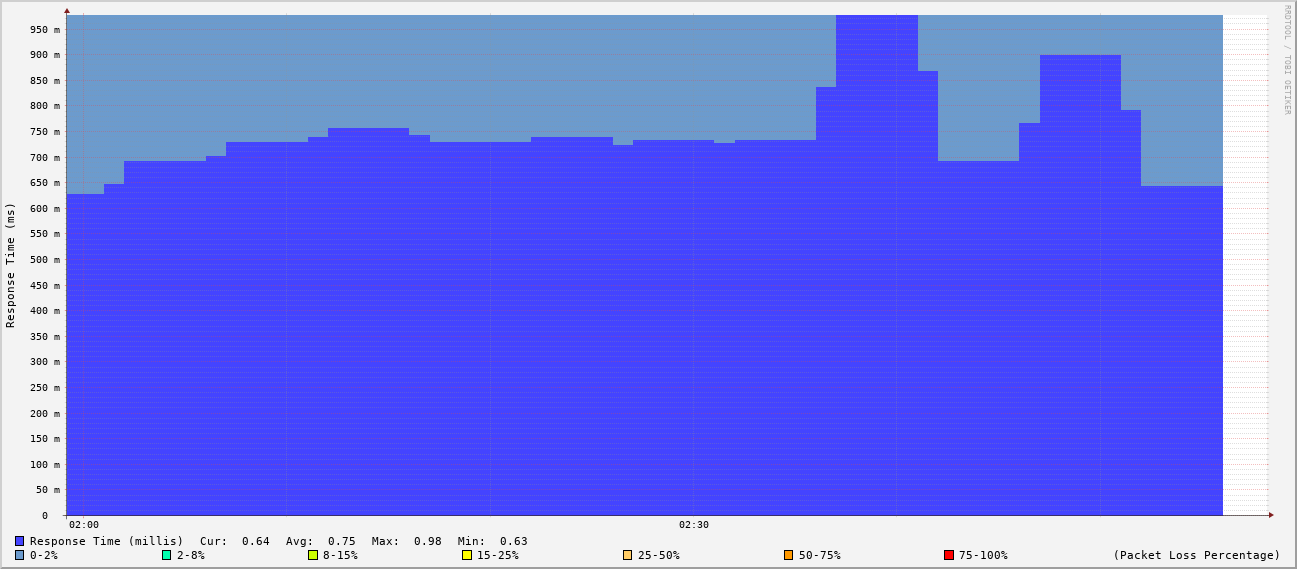 RRDTOOL / TOBI OETIKER
Response Time (ms)
950 m
900 m
850 m
800 m
750 m
700 m
650 m
600 m
550 m
500 m
450 m
400 m
350 m
300 m
250 m
200 m
150 m
100 m
50 m
0
02:00 02:30
Response Time (millis) Cur: 0.64 Avg: 0.75 Max: 0.98 Min: 0.63
0-2% 2-8% 8-15% 15-25% 25-50% 50-75% 75-100% (Packet Loss Percentage)